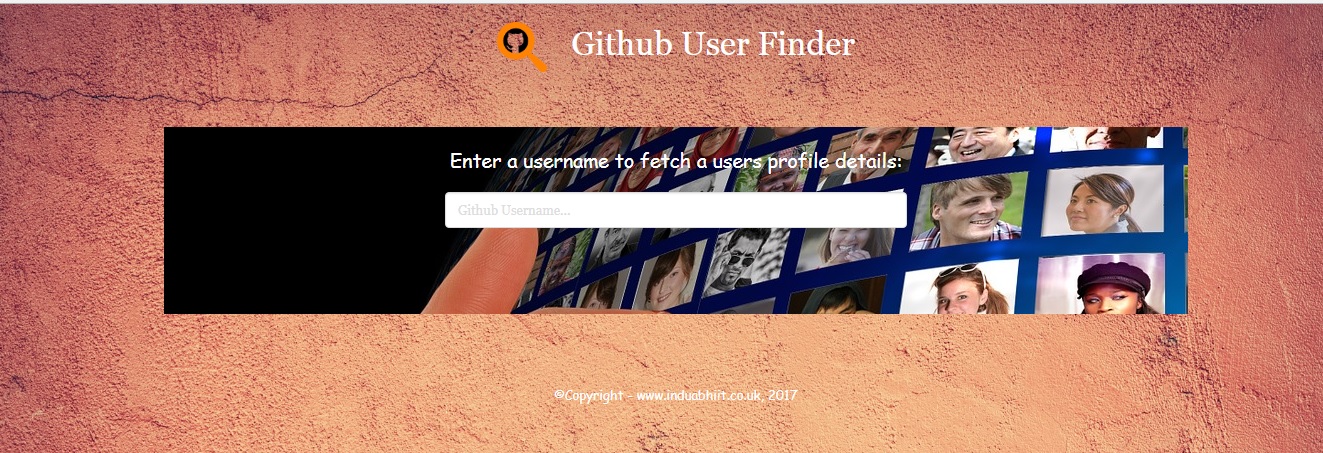 Github User Finder
Enter a username to fetch a users profile details:
Github Username...
©Copyright - www.induabhirt.co.uk, 2017